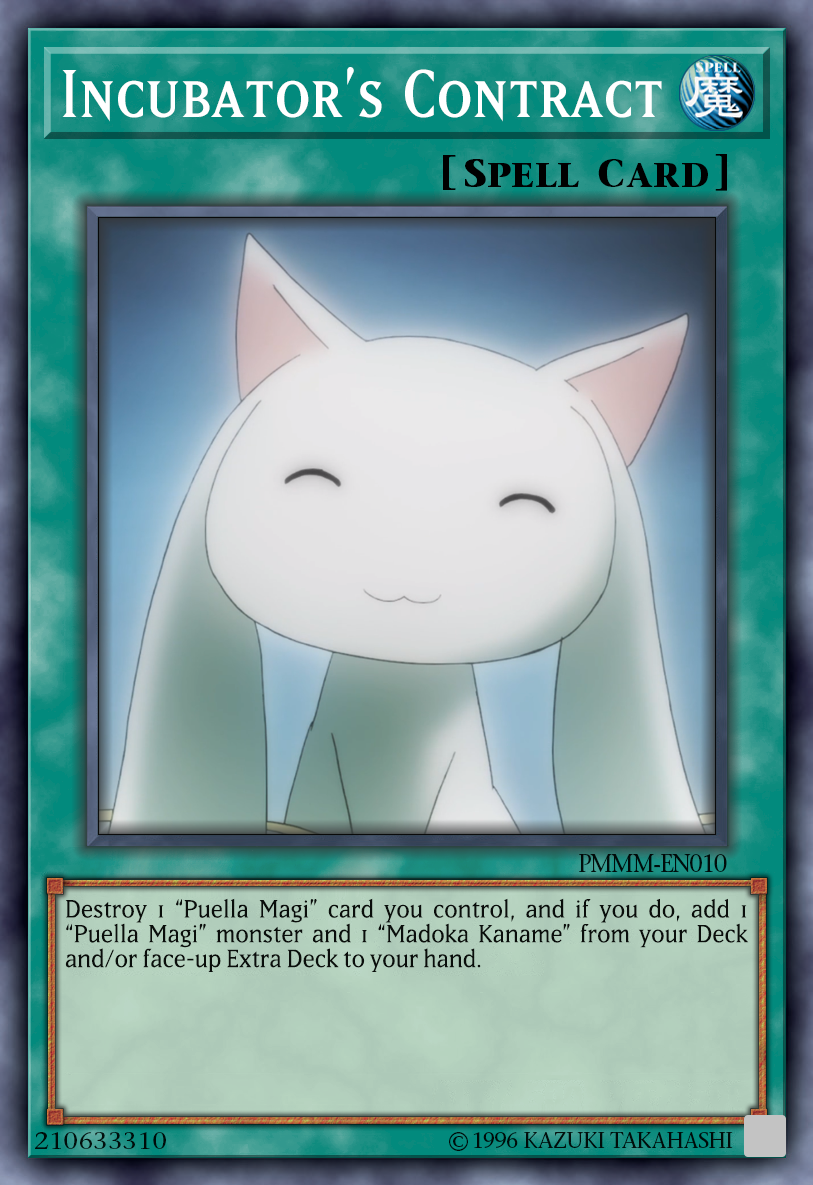 Incubator's Contract
SPELL
魔
[Spell Card]
PMMM-EN010
Destroy 1 “Puella Magi” card you control, and if you do, add 1
“Puella Magi” monster and 1 “Madoka Kaname” from your Deck
and/or face-up Extra Deck to your hand.
210633310
© 1996 KAZUKI TAKAHASHI